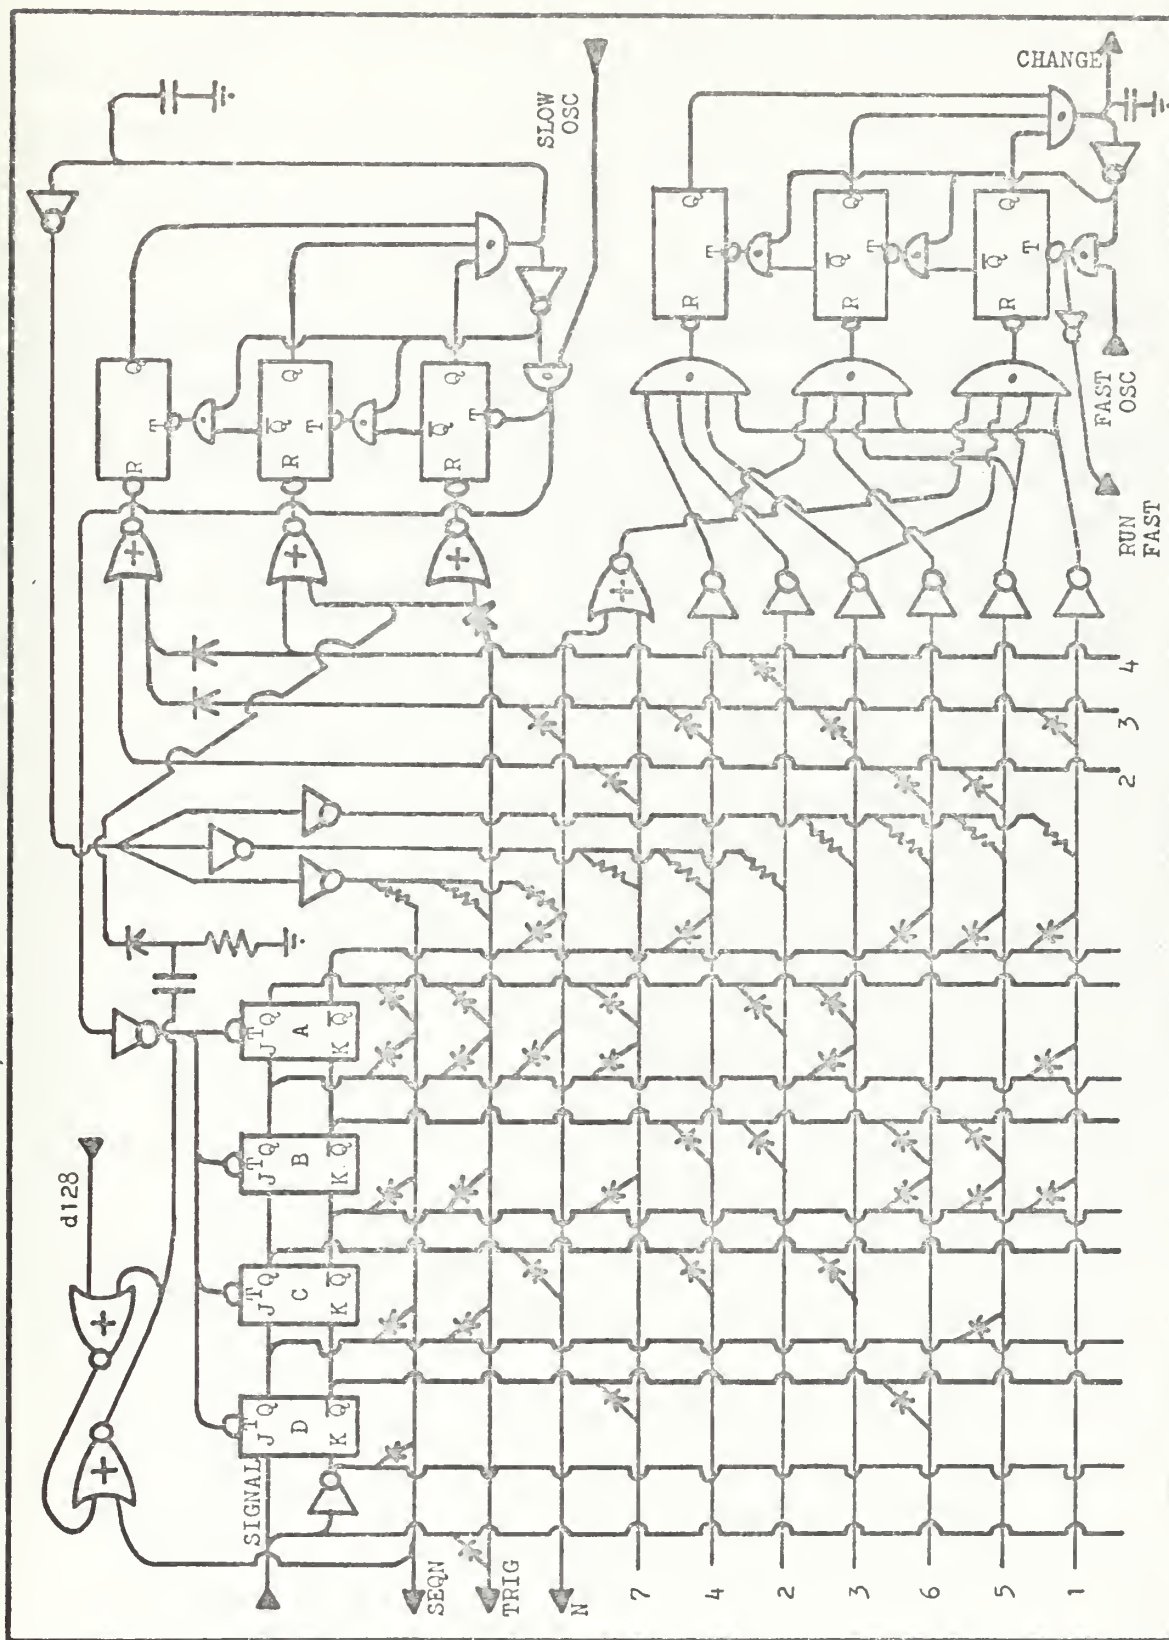 CHANGE
SLOW
OSC
Q
Q
Q
T
T
T
Q̅
Q̅
R
R
R
Q
Q
Q
T
T
T
Q̅
Q̅
R
R
R
FAST
OSC
RUN
FAST
4
3
2
d128
J T Q
A
K Q̅
J T Q
B
K Q̅
J T Q
C
K Q̅
J T Q
D
K Q̅
SIGNAL
SEQN
TRIG
N
7
4
2
3
6
5
1